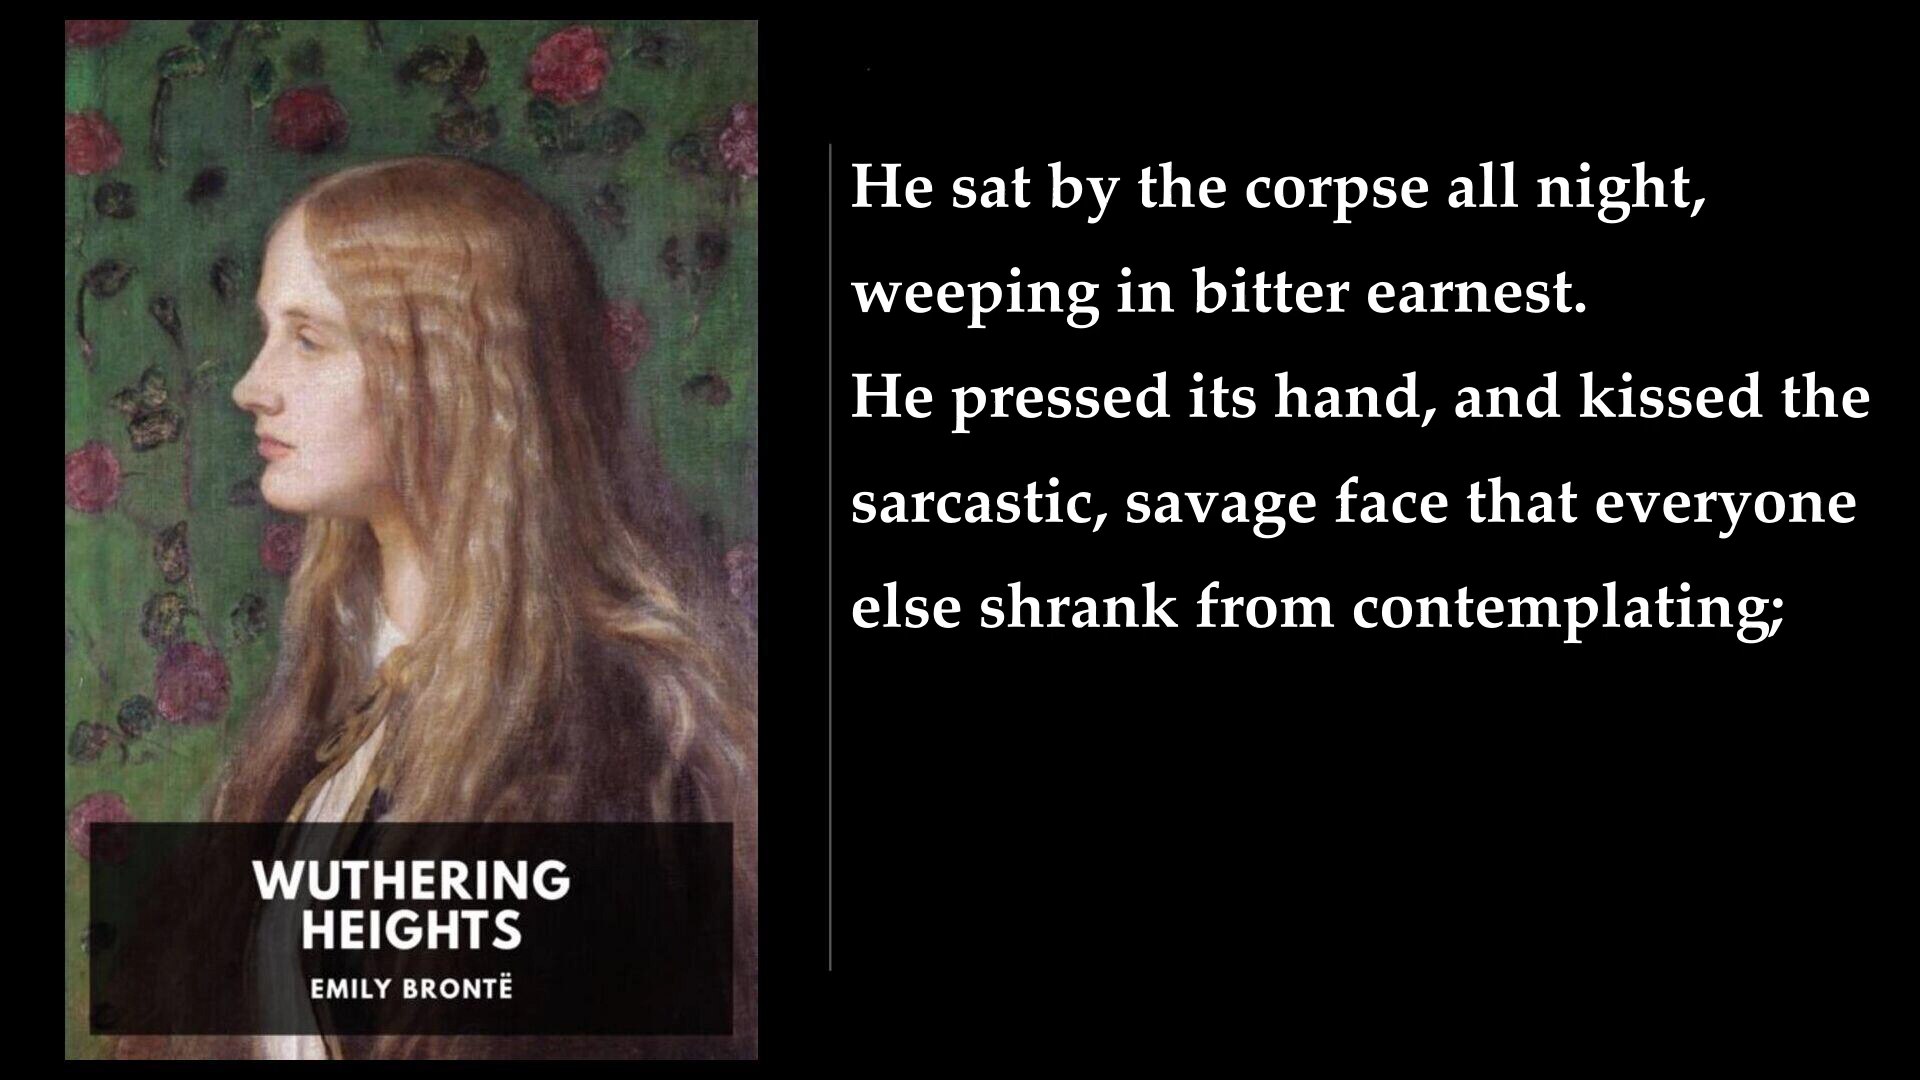 He sat by the corpse all night,
weeping in bitter earnest.
He pressed its hand, and kissed the
sarcastic, savage face that everyone
else shrank from contemplating;
WUTHERING
HEIGHTS
EMILY BRONTË